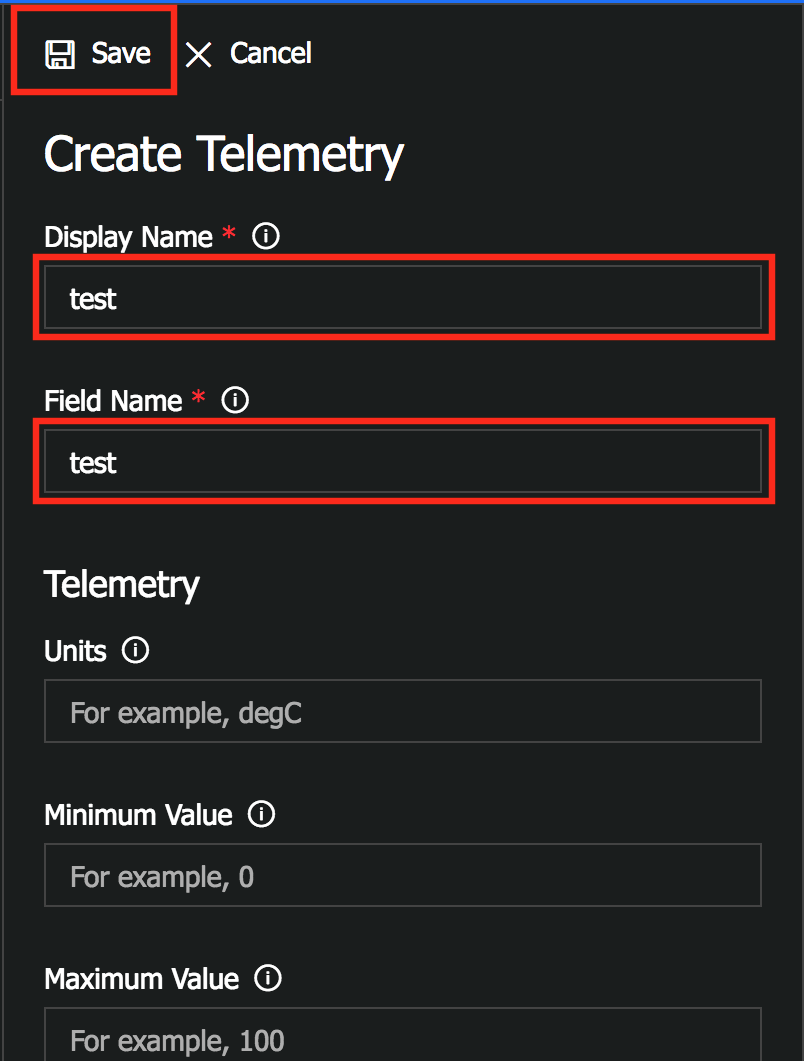 Save Cancel
Create Telemetry
Display Name *
test
Field Name *
test
Telemetry
Units
For example, degC
Minimum Value
For example, 0
Maximum Value
For example, 100